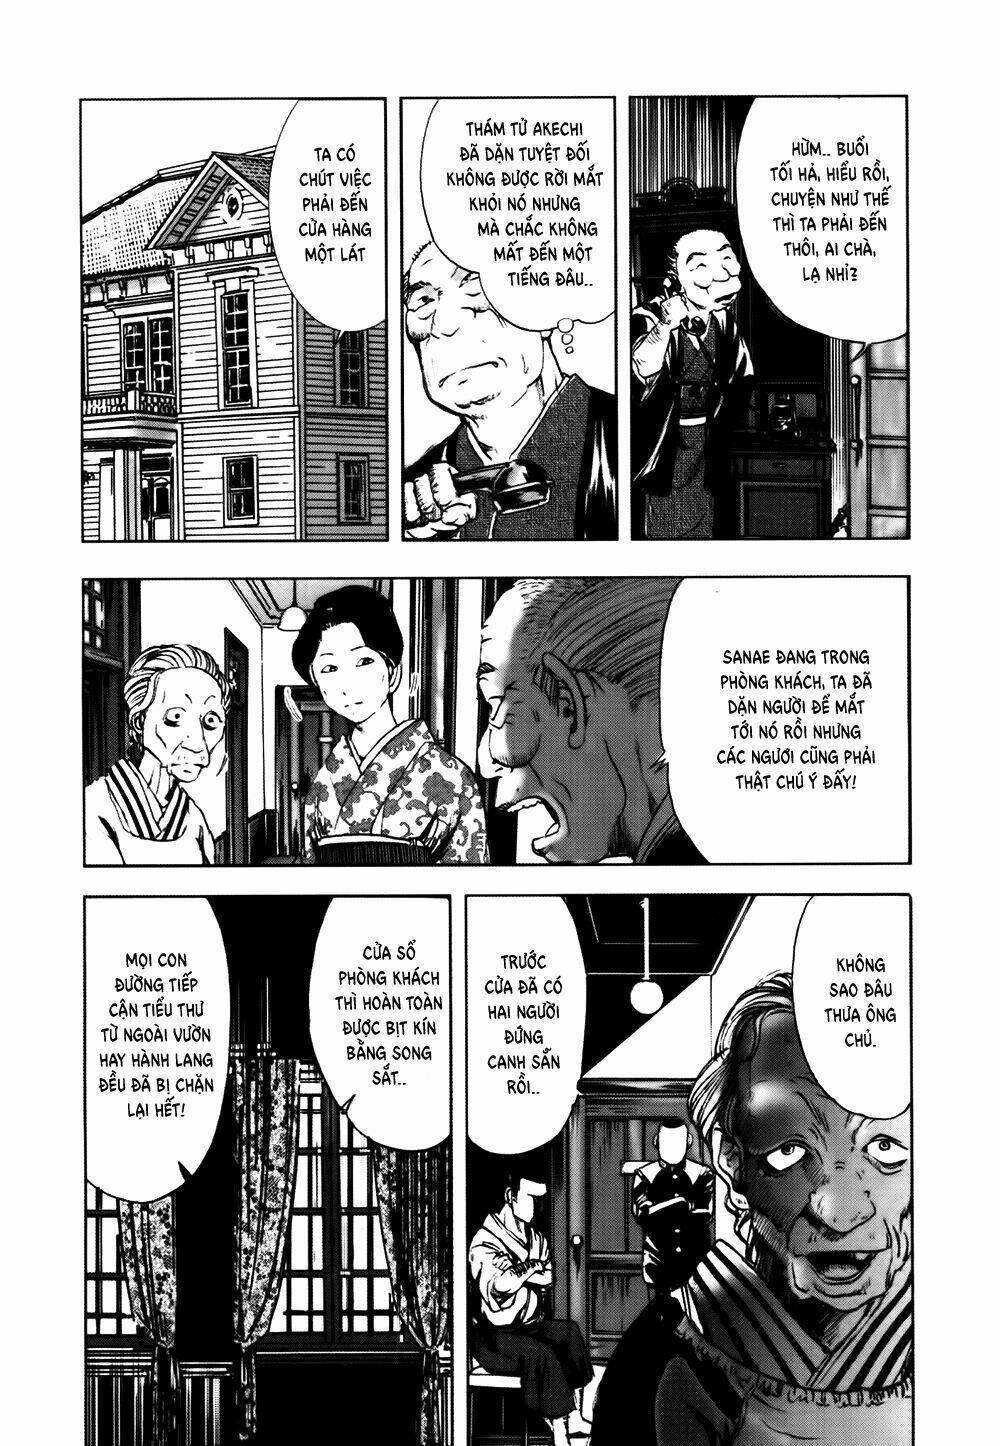 HỪM.. BUỔI
TỐI HẢ, HIỂU RỒI,
CHUYỆN NHƯ THẾ
THÌ TA PHẢI ĐẾN
THÔI, AI CHÀ,
LẠ NHỈ?
THÁM TỬ AKECHI
ĐÃ DẶN TUYỆT ĐỐI
KHÔNG ĐƯỢC RỜI MẮT
KHỎI NÓ NHƯNG
MÀ CHẮC KHÔNG
MẤT ĐẾN MỘT
TIẾNG ĐÂU..
TA CÓ
CHÚT VIỆC
PHẢI ĐẾN
CỬA HÀNG
MỘT LÁT
SANAE ĐANG TRONG
PHÒNG KHÁCH, TA ĐÃ
DẶN NGƯỜI ĐỂ MẮT
TỚI NÓ RỒI NHƯNG
CÁC NGƯƠI CŨNG PHẢI
THẬT CHÚ Ý ĐẤY!
KHÔNG
SAO ĐÂU
THƯA ÔNG
CHỦ.
TRƯỚC
CỬA ĐÃ CÓ
HAI NGƯỜI
ĐỨNG
CANH SẴN
RỒI..
CỬA SỔ
PHÒNG KHÁCH
THÌ HOÀN TOÀN
ĐƯỢC BỊT KÍN
BẰNG SONG
SẮT..
MỌI CON
ĐƯỜNG TIẾP
CẬN TIỂU THƯ
TỪ NGOÀI VƯỜN
HAY HÀNH LANG
ĐỀU ĐÃ BỊ CHẶN
LẠI HẾT!